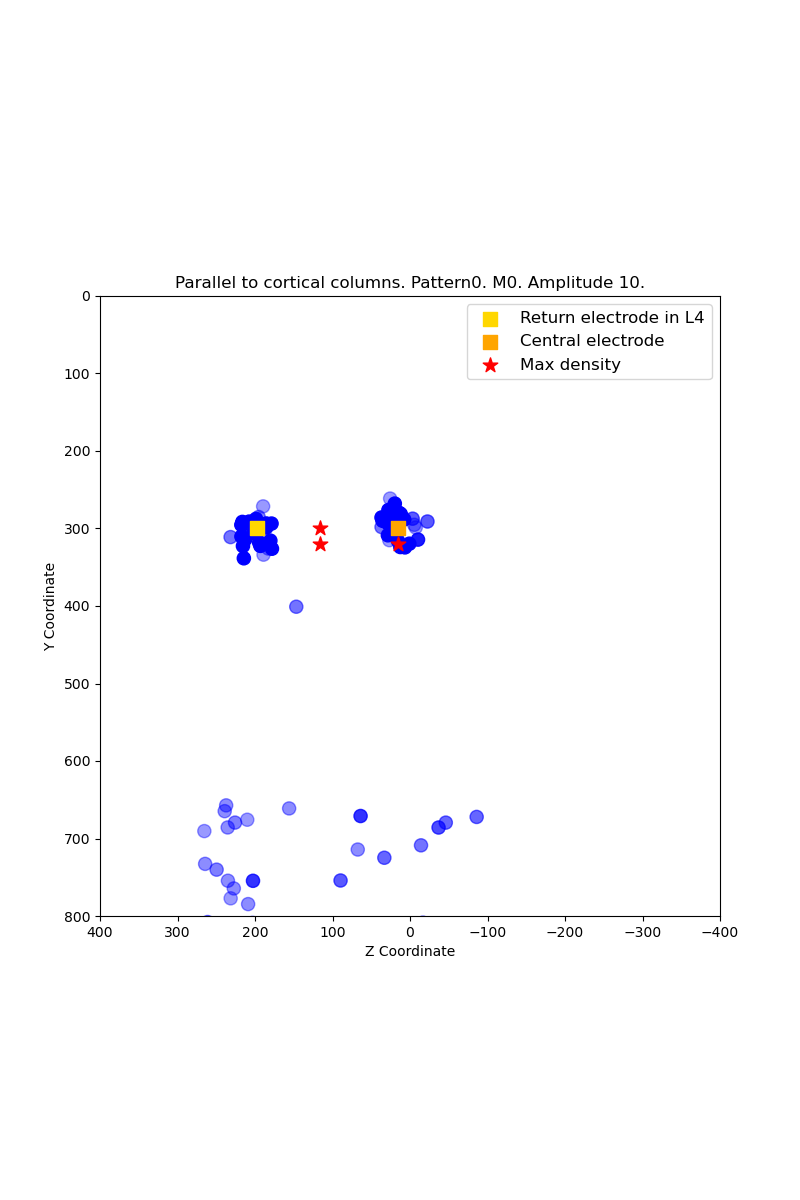 Parallel to cortical columns. Pattern0. M0. Amplitude 10.
Return electrode in L4
Central electrode
Max density
0
100
200
300
400
500
600
700
800
Y Coordinate
400 300 200 100 0 −100 −200 −300 −400
Z Coordinate